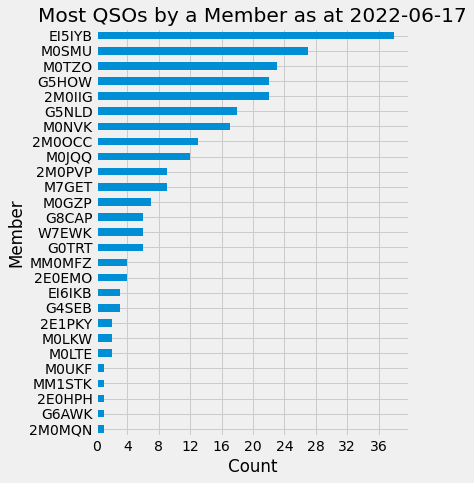 Most QSOs by a Member as at 2022-06-17
EI5IYB
M0SMU
M0TZO
G5HOW
2M0IIG
G5NLD
M0NVK
2M0OCC
M0JQQ
2M0PVP
M7GET
M0GZP
G8CAP
W7EWK
G0TRT
MM0MFZ
2E0EMO
EI6IKB
G4SEB
2E1PKY
M0LKW
M0LTE
M0UKF
MM1STK
2E0HPH
G6AWK
2M0MQN
Member
0 4 8 12 16 20 24 28 32 36
Count